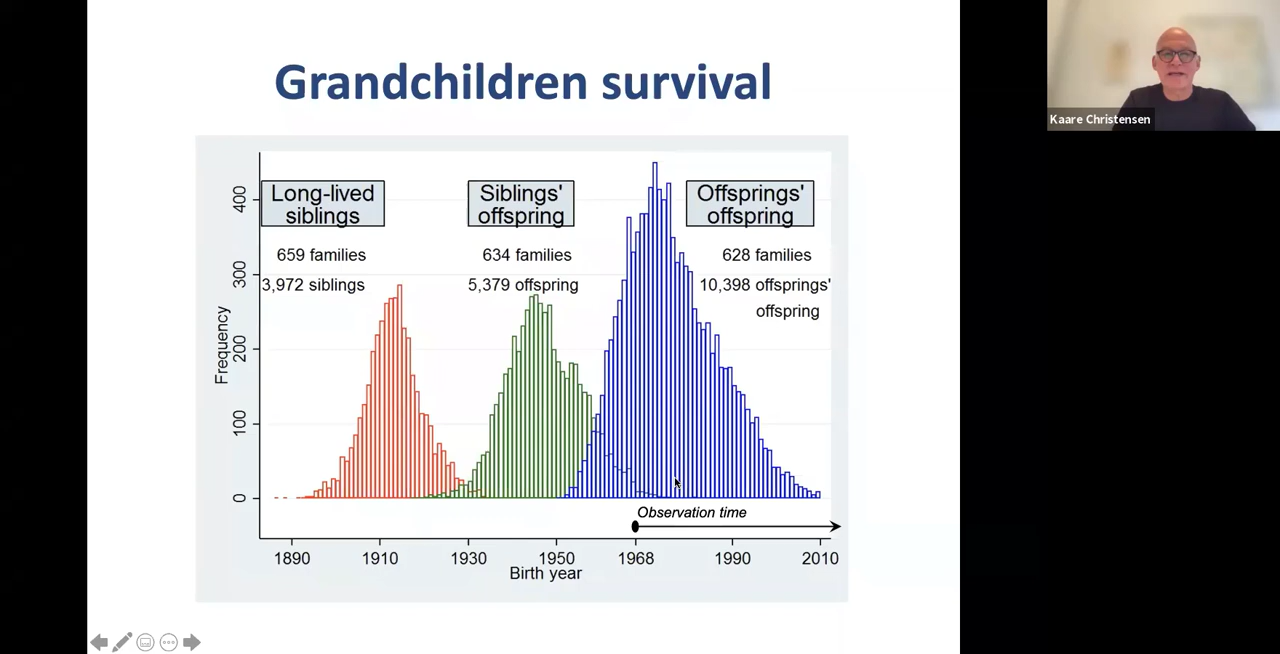 Grandchildren survival
Kaare Christensen
Long-lived
siblings
659 families
3,972 siblings
Siblings'
offspring
634 families
5,379 offspring
Offsprings'
offspring
628 families
10,398 offsprings'
offspring
Frequency
400
300
200
100
0
Observation time
1890 1910 1930 1950 1968 1990 2010
Birth year